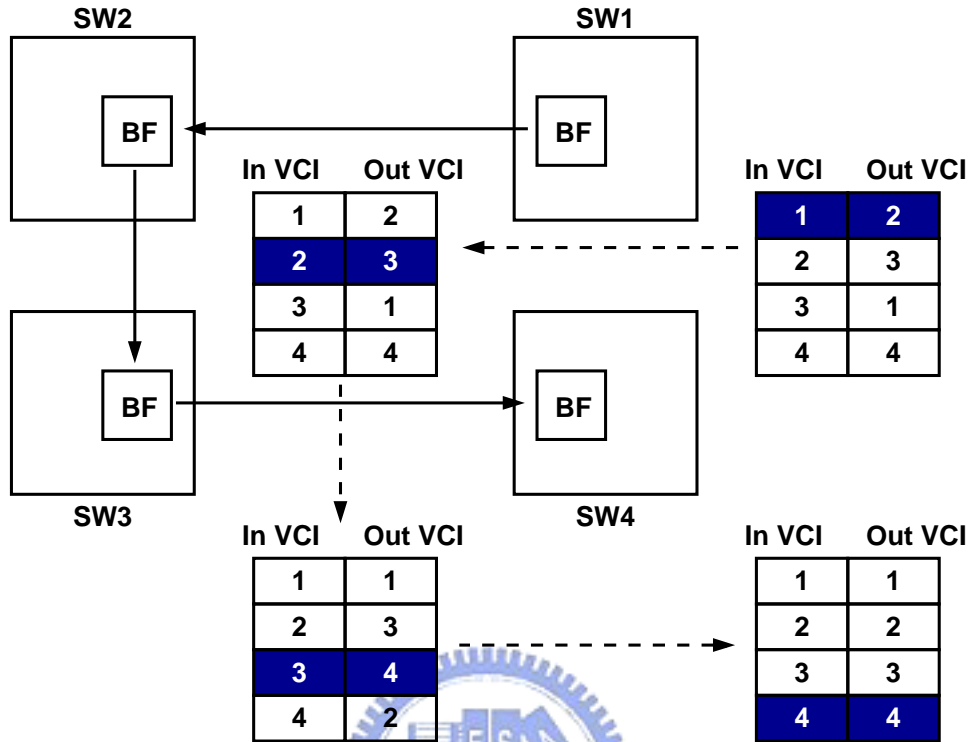 SW2 SW1
BF BF
In VCI Out VCI In VCI Out VCI
1 2 1 2
2 3 2 3
3 1 3 1
4 4 4 4
BF BF
SW3 SW4
In VCI Out VCI In VCI Out VCI
1 1 1 1
2 3 2 2
3 4 3 3
4 2 4 4